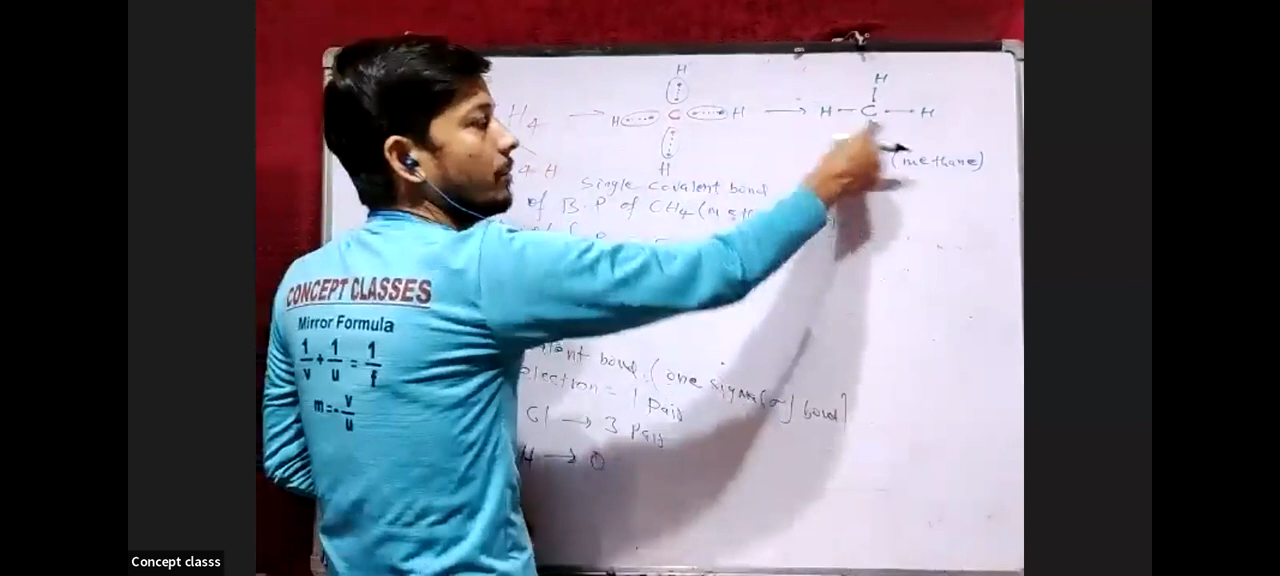 H
H
H4 → H C H → H C H
4 H
H
(methane)
Single covalent bond
of B.P of CH4 (
bond. (one sigma (σ) bond)
= 1 Pair
Cl → 3 Pair
H → 0
CONCEPT CLASSES
Mirror Formula
1/v + 1/u = 1/f
m = - v/u
Concept classs